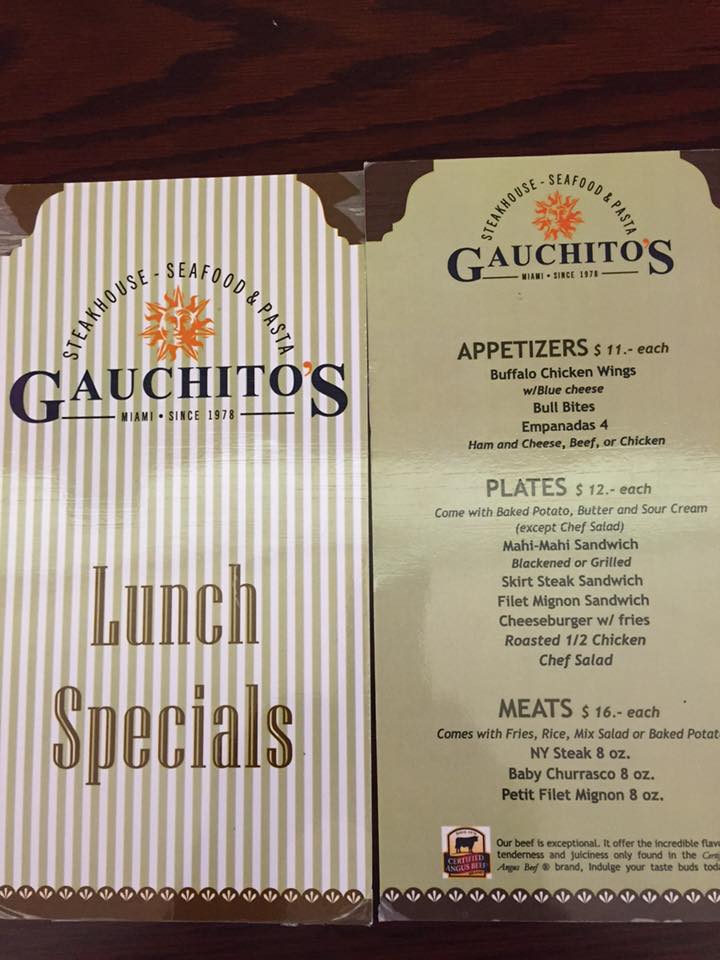 STEAKHOUSE - SEAFOOD & PASTA
GAUCHITO'S
MIAMI • SINCE 1978
Lunch
Specials
STEAKHOUSE - SEAFOOD & PASTA
GAUCHITO'S
MIAMI • SINCE 1978
APPETIZERS $ 11.- each
Buffalo Chicken Wings
w/Blue cheese
Bull Bites
Empanadas 4
Ham and Cheese, Beef, or Chicken
PLATES $ 12.- each
Come with Baked Potato, Butter and Sour Cream
(except Chef Salad)
Mahi-Mahi Sandwich
Blackened or Grilled
Skirt Steak Sandwich
Filet Mignon Sandwich
Cheeseburger w/ fries
Roasted 1/2 Chicken
Chef Salad
MEATS $ 16.- each
Comes with Fries, Rice, Mix Salad or Baked Potat
NY Steak 8 oz.
Baby Churrasco 8 oz.
Petit Filet Mignon 8 oz.
CERTIFIED
ANGUS BEEF
Our beef is exceptional. It offer the incredible flav
tenderness and juiciness only found in the Cert
Angus Beef ® brand, Indulge your taste buds toda